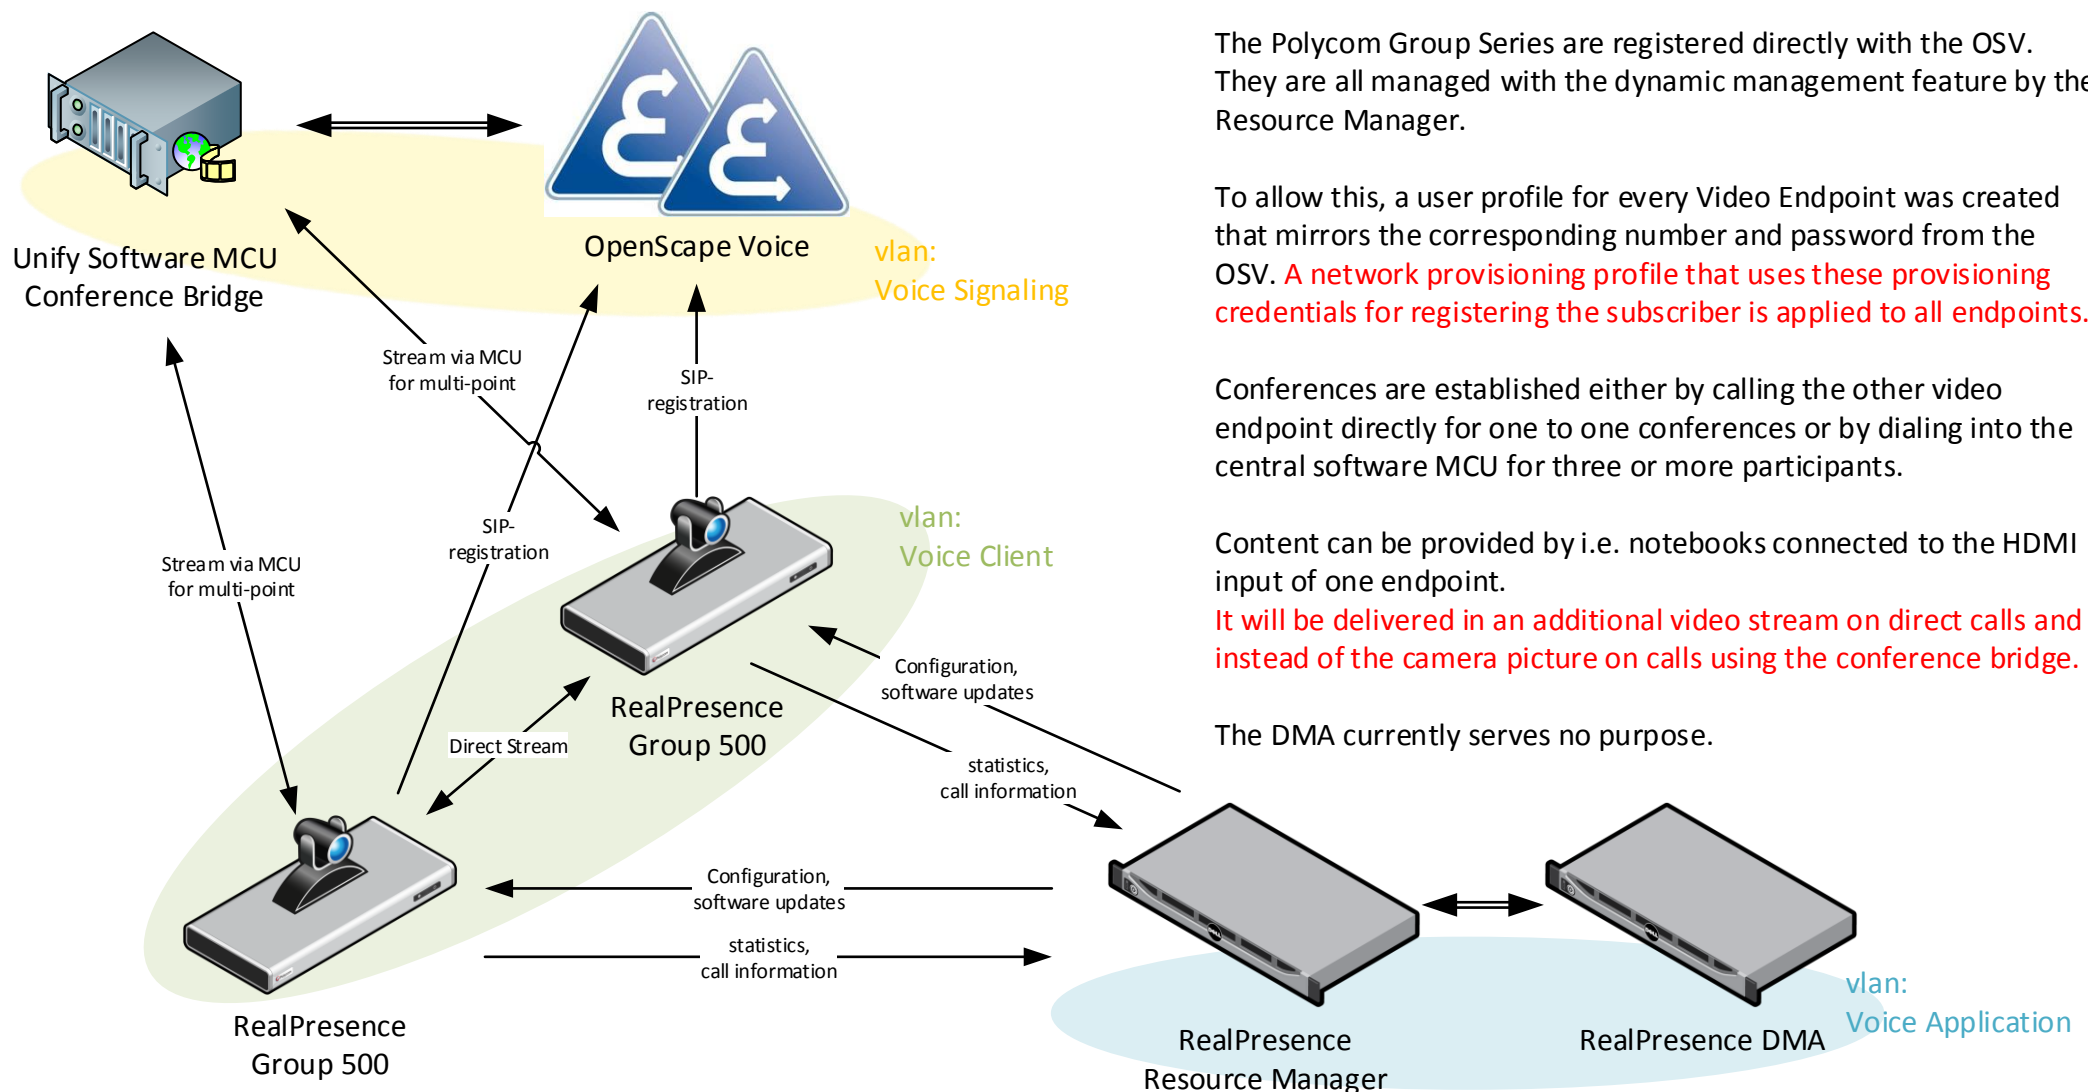 The Polycom Group Series are registered directly with the OSV.
They are all managed with the dynamic management feature by the
Resource Manager.
To allow this, a user profile for every Video Endpoint was created
that mirrors the corresponding number and password from the
OSV. A network provisioning profile that uses these provisioning
credentials for registering the subscriber is applied to all endpoints.
Conferences are established either by calling the other video
endpoint directly for one to one conferences or by dialing into the
central software MCU for three or more participants.
Content can be provided by i.e. notebooks connected to the HDMI
input of one endpoint.
It will be delivered in an additional video stream on direct calls and
instead of the camera picture on calls using the conference bridge.
The DMA currently serves no purpose.
Unify Software MCU
Conference Bridge
OpenScape Voice
vlan:
Voice Signaling
Stream via MCU
for multi-point
SIP-
registration
SIP-
registration
Stream via MCU
for multi-point
vlan:
Voice Client
RealPresence
Group 500
Direct Stream
Configuration,
software updates
statistics,
call information
Configuration,
software updates
statistics,
call information
RealPresence
Group 500
RealPresence
Resource Manager
RealPresence DMA
vlan:
Voice Application